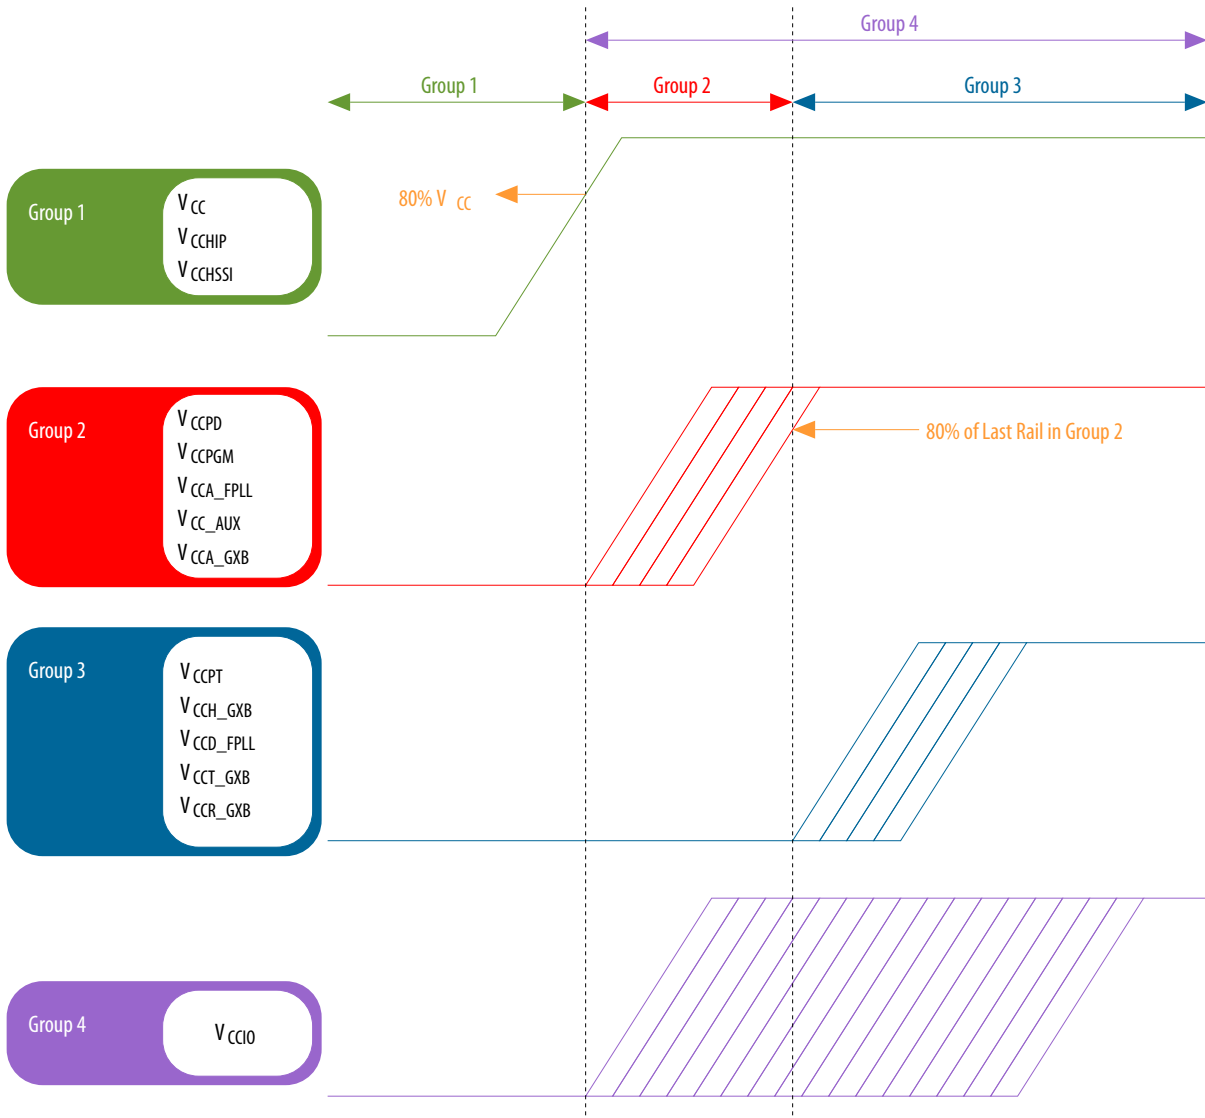 Group 4
Group 1
Group 2
Group 3
80% V CC
Group 1
V CC
V CCHIP
V CCHSSI
Group 2
V CCPD
V CCPGM
V CCA_FPLL
V CC_AUX
V CCA_GXB
80% of Last Rail in Group 2
Group 3
V CCPT
V CCH_GXB
V CCD_FPLL
V CCT_GXB
V CCR_GXB
Group 4
V CCIO